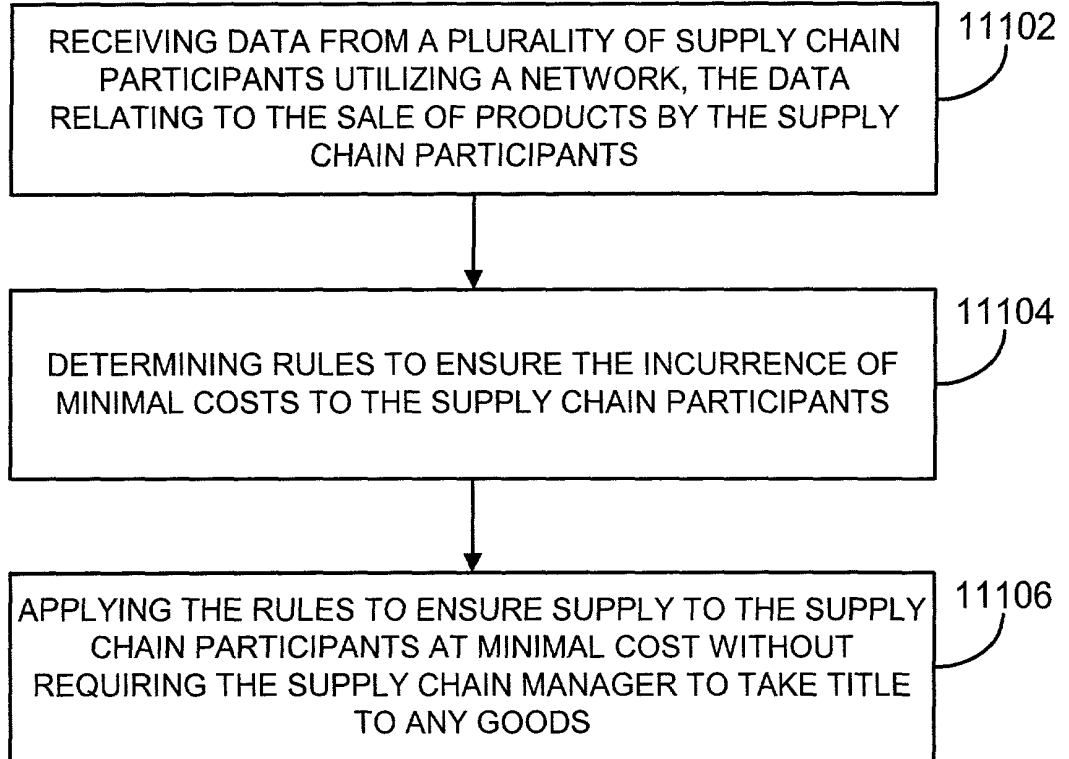 RECEIVING DATA FROM A PLURALITY OF SUPPLY CHAIN
PARTICIPANTS UTILIZING A NETWORK, THE DATA
RELATING TO THE SALE OF PRODUCTS BY THE SUPPLY
CHAIN PARTICIPANTS
11102
DETERMINING RULES TO ENSURE THE INCURRENCE OF
MINIMAL COSTS TO THE SUPPLY CHAIN PARTICIPANTS
11104
APPLYING THE RULES TO ENSURE SUPPLY TO THE SUPPLY
CHAIN PARTICIPANTS AT MINIMAL COST WITHOUT
REQUIRING THE SUPPLY CHAIN MANAGER TO TAKE TITLE
TO ANY GOODS
11106